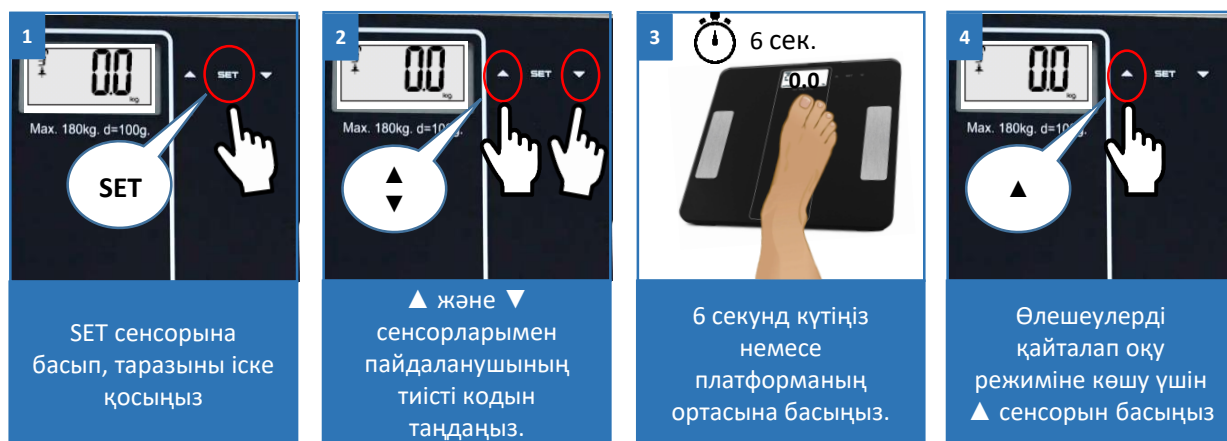 1
0.0
kg
SET
Max. 180kg. d=100g.
SET
SET сенсорына
басып, таразыны іске
қосыңыз
2
0.0
kg
SET
Max. 180kg. d=100g.
▲
▼
▲ және ▼
сенсорларымен
пайдаланушының
тиісті кодын
таңдаңыз.
3
6 сек.
0.0
6 секунд күтіңіз
немесе
платформаның
ортасына басыңыз.
4
0.0
kg
SET
Max. 180kg. d=10
▲
Өлешеулерді
қайталап оқу
режиміне көшу үшін
▲ сенсорын басыңыз